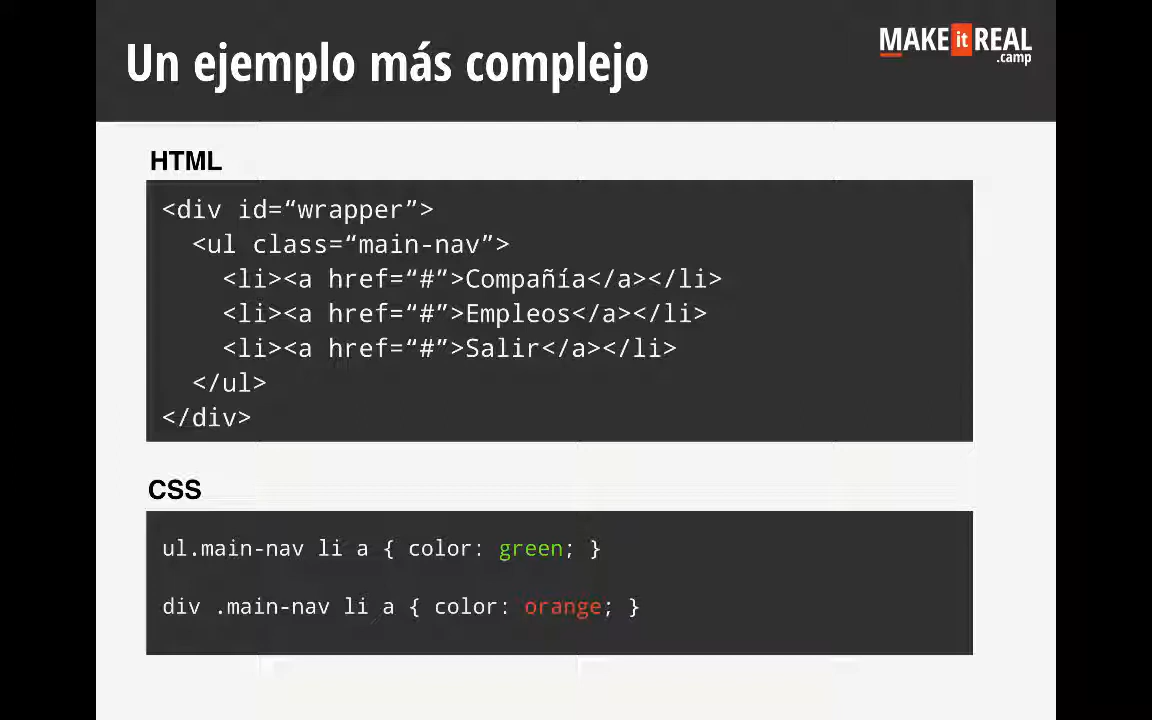 Un ejemplo más complejo
MAKE it REAL
.camp
HTML
<div id=“wrapper”>
  <ul class=“main-nav”>
    <li><a href=“#”>Compañía</a></li>
    <li><a href=“#”>Empleos</a></li>
    <li><a href=“#”>Salir</a></li>
  </ul>
</div>
CSS
ul.main-nav li a { color: green; }
div .main-nav li a { color: orange; }